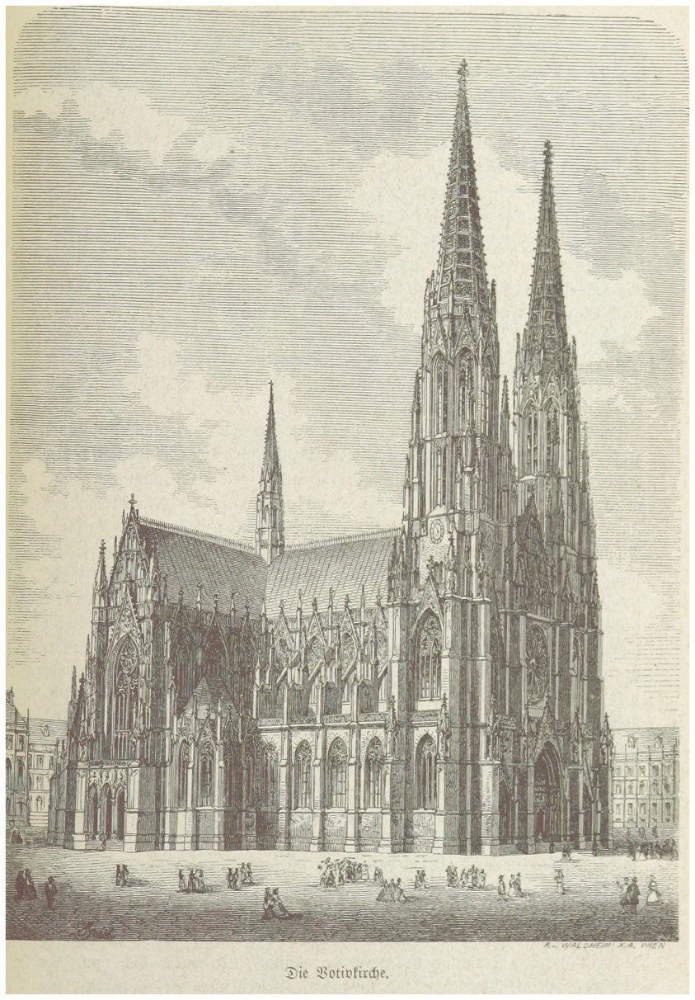 R. v. WALDHEIM' X. A. WIEN
Die Votivkirche.